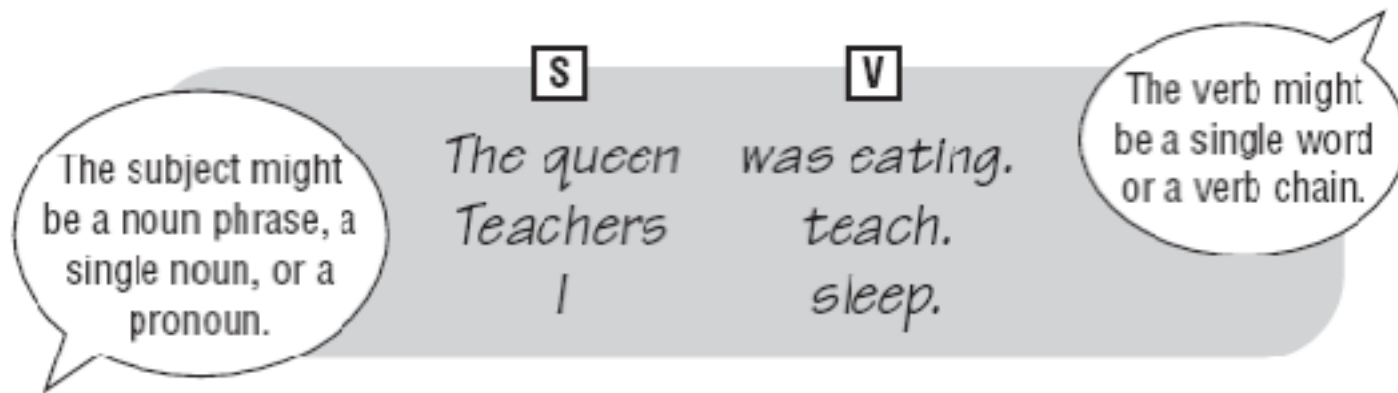 S V
The subject might
be a noun phrase, a
single noun, or a
pronoun.
The queen was eating.
Teachers teach.
I sleep.
The verb might
be a single word
or a verb chain.